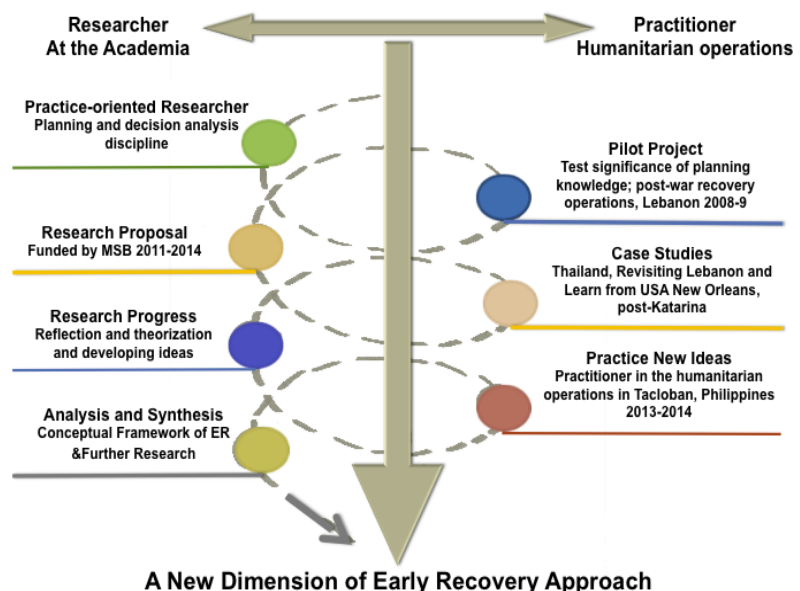 Researcher
At the Academia
Practitioner
Humanitarian operations
Practice-oriented Researcher
Planning and decision analysis
discipline
Pilot Project
Test significance of planning
knowledge; post-war recovery
operations, Lebanon 2008-9
Research Proposal
Funded by MSB 2011-2014
Case Studies
Thailand, Revisiting Lebanon and
Learn from USA New Orleans,
post-Katarina
Research Progress
Reflection and theorization
and developing ideas
Practice New Ideas
Practitioner in the humanitarian
operations in Tacloban, Philippines
2013-2014
Analysis and Synthesis
Conceptual Framework of ER
&Further Research
A New Dimension of Early Recovery Approach